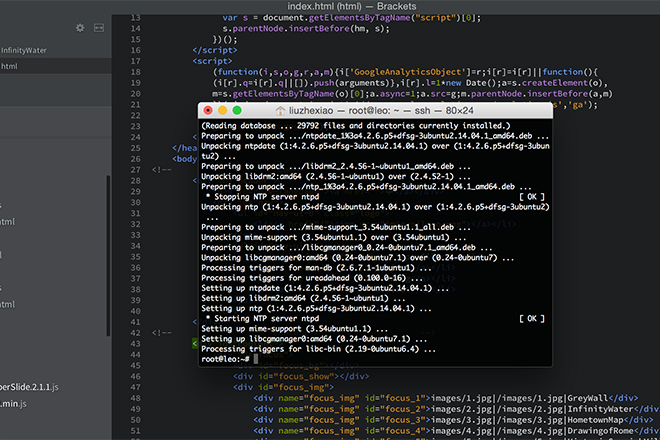 index.html (html) — Brackets
InfinityWater
html
html
html
perSlide.2.1.1.js
.min.js
13 var s = document.getElementsByTagName("script")[0];
14 s.parentNode.insertBefore(hm, s);
15 })();
16 </script>
17 <script>
18 (function(i,s,o,g,r,a,m){i['GoogleAnalyticsObject']=r;i[r]=i[r]||function(){
(i[r].q=i[r].q||[]).push(arguments)},i[r].l=1*new Date();a=s.createElement(o),
m=s.getElementsByTagName(o)[0];a.async=1;a.src=g;m.parentNode.insertBefore(a,m)
','ga');
</head>
<body
<!--
<!--
liuzhexiao — root@leo: ~ — ssh — 80×24
(Reading database ... 29792 files and directories currently installed.)
Preparing to unpack .../ntpdate_1%3a4.2.6.p5+dfsg-3ubuntu2.14.04.1_amd64.deb ...
Unpacking ntpdate (1:4.2.6.p5+dfsg-3ubuntu2.14.04.1) over (1:4.2.6.p5+dfsg-3ubun
tu2) ...
Preparing to unpack .../libdrm2_2.4.56-1~ubuntu1_amd64.deb ...
Unpacking libdrm2:amd64 (2.4.56-1~ubuntu1) over (2.4.52-1) ...
Preparing to unpack .../ntp_1%3a4.2.6.p5+dfsg-3ubuntu2.14.04.1_amd64.deb ...
* Stopping NTP server ntpd [ OK ]
Unpacking ntp (1:4.2.6.p5+dfsg-3ubuntu2.14.04.1) over (1:4.2.6.p5+dfsg-3ubuntu2)
...
Preparing to unpack .../mime-support_3.54ubuntu1.1_all.deb ...
Unpacking mime-support (3.54ubuntu1.1) over (3.54ubuntu1) ...
Preparing to unpack .../libcgmanager0_0.24-0ubuntu7.1_amd64.deb ...
Unpacking libcgmanager0:amd64 (0.24-0ubuntu7.1) over (0.24-0ubuntu7) ...
Processing triggers for man-db (2.6.7.1-1ubuntu1) ...
Processing triggers for ureadahead (0.100.0-16) ...
Setting up ntpdate (1:4.2.6.p5+dfsg-3ubuntu2.14.04.1) ...
Setting up libdrm2:amd64 (2.4.56-1~ubuntu1) ...
Setting up ntp (1:4.2.6.p5+dfsg-3ubuntu2.14.04.1) ...
* Starting NTP server ntpd [ OK ]
Setting up mime-support (3.54ubuntu1.1) ...
Setting up libcgmanager0:amd64 (0.24-0ubuntu7.1) ...
Processing triggers for libc-bin (2.19-0ubuntu6.4) ...
root@leo:~#
<div id="focus_show"></div>
<div id="focus_img">
<div name="focus_img" id="focus_1">images/1.jpg|/images/1.jpg|GreyWall</div>
<div name="focus_img" id="focus_2">images/2.jpg|/images/2.jpg|InfinityWater</div>
<div name="focus_img" id="focus_3">images/3.jpg|/images/3.jpg|HometownMap</div>
<div name="focus_img" id="focus_4">images/4.jpg|/images/4.jpg|DrawingofRome</div>